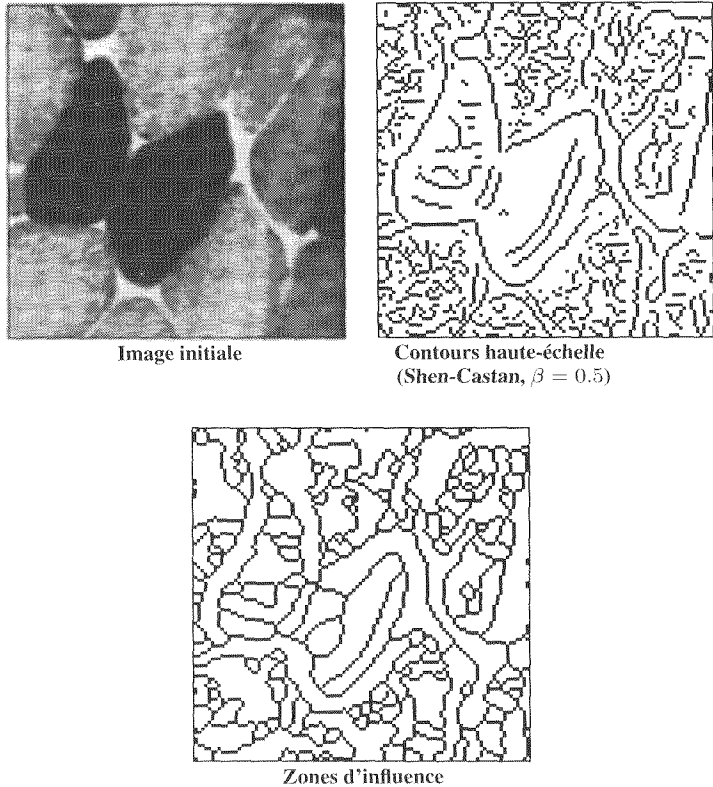 Image initiale
Contours haute-échelle
(Shen-Castan, β = 0.5)
Zones d'influence